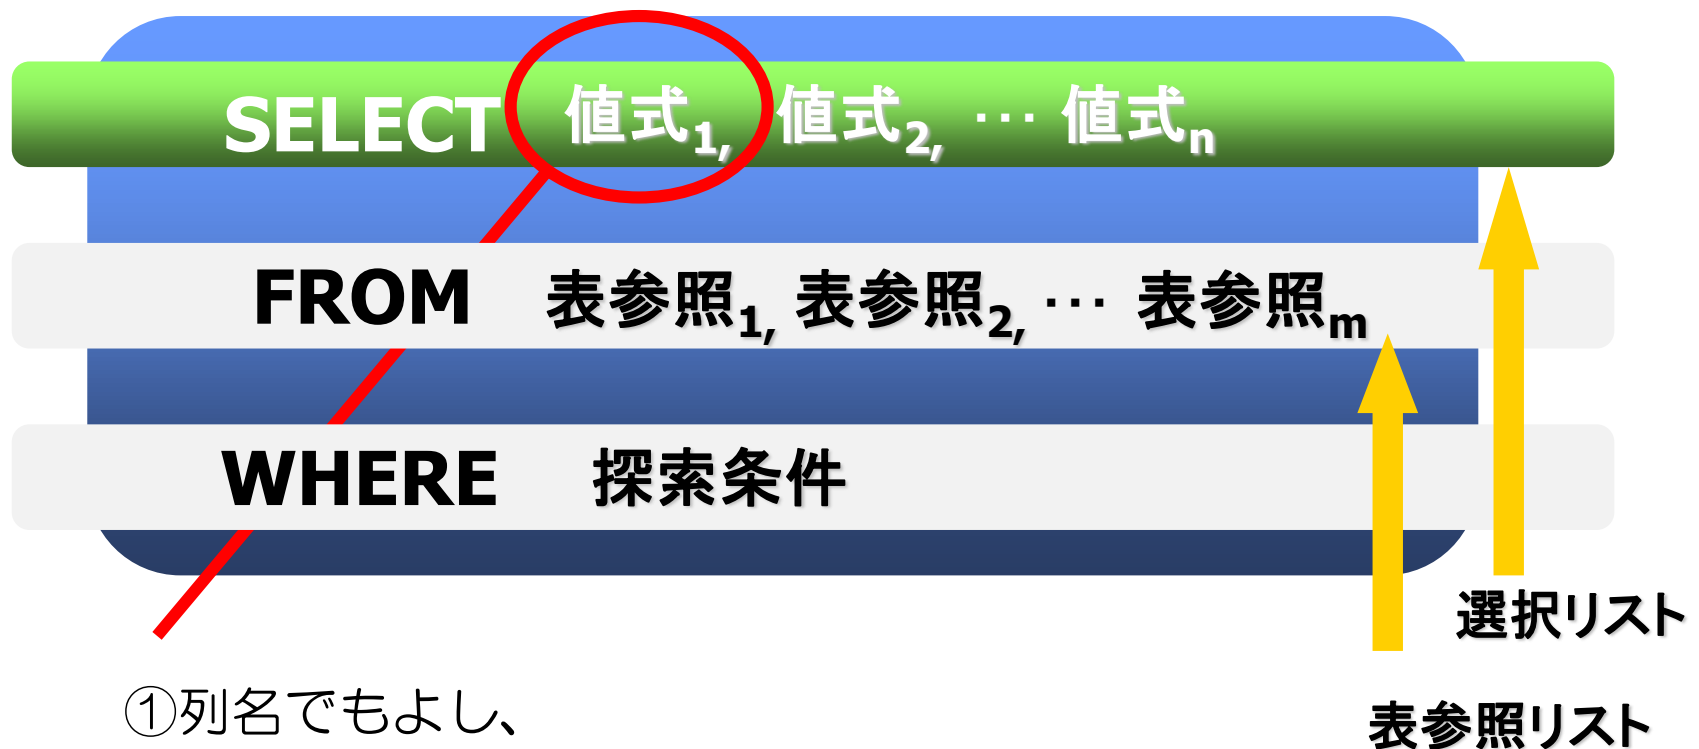 SELECT 値式1, 値式2, … 値式n
FROM 表参照1, 表参照2, … 表参照m
WHERE 探索条件
選択リスト
①列名でもよし、
表参照リスト